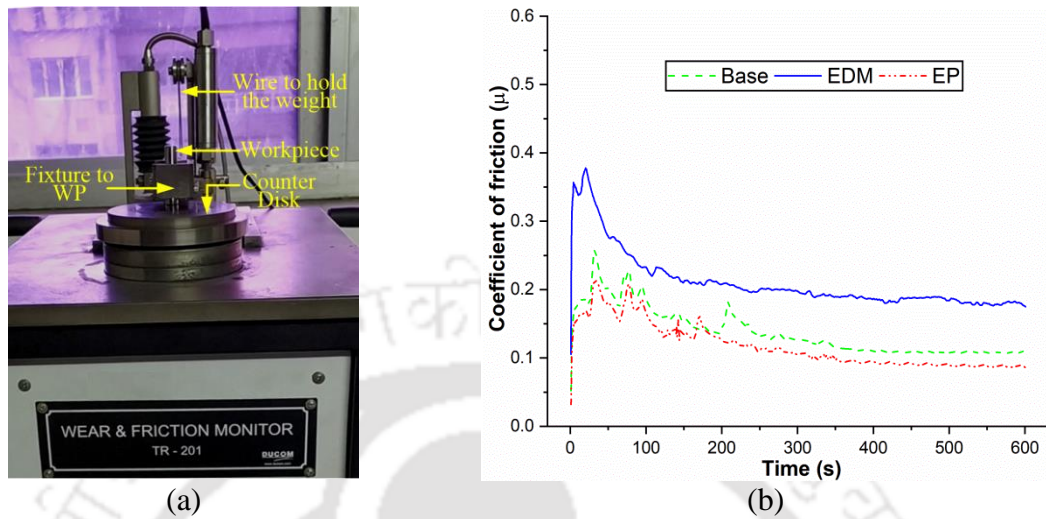 Wire to hold
the weight
Workpiece
Fixture to
WP
Counter
Disk
WEAR & FRICTION MONITOR
TR - 201
DUCOM
(a)
Coefficient of friction (μ)
0.6
0.5
0.4
0.3
0.2
0.1
0.0
Base EDM EP
0 100 200 300 400 500 600
Time (s)
(b)